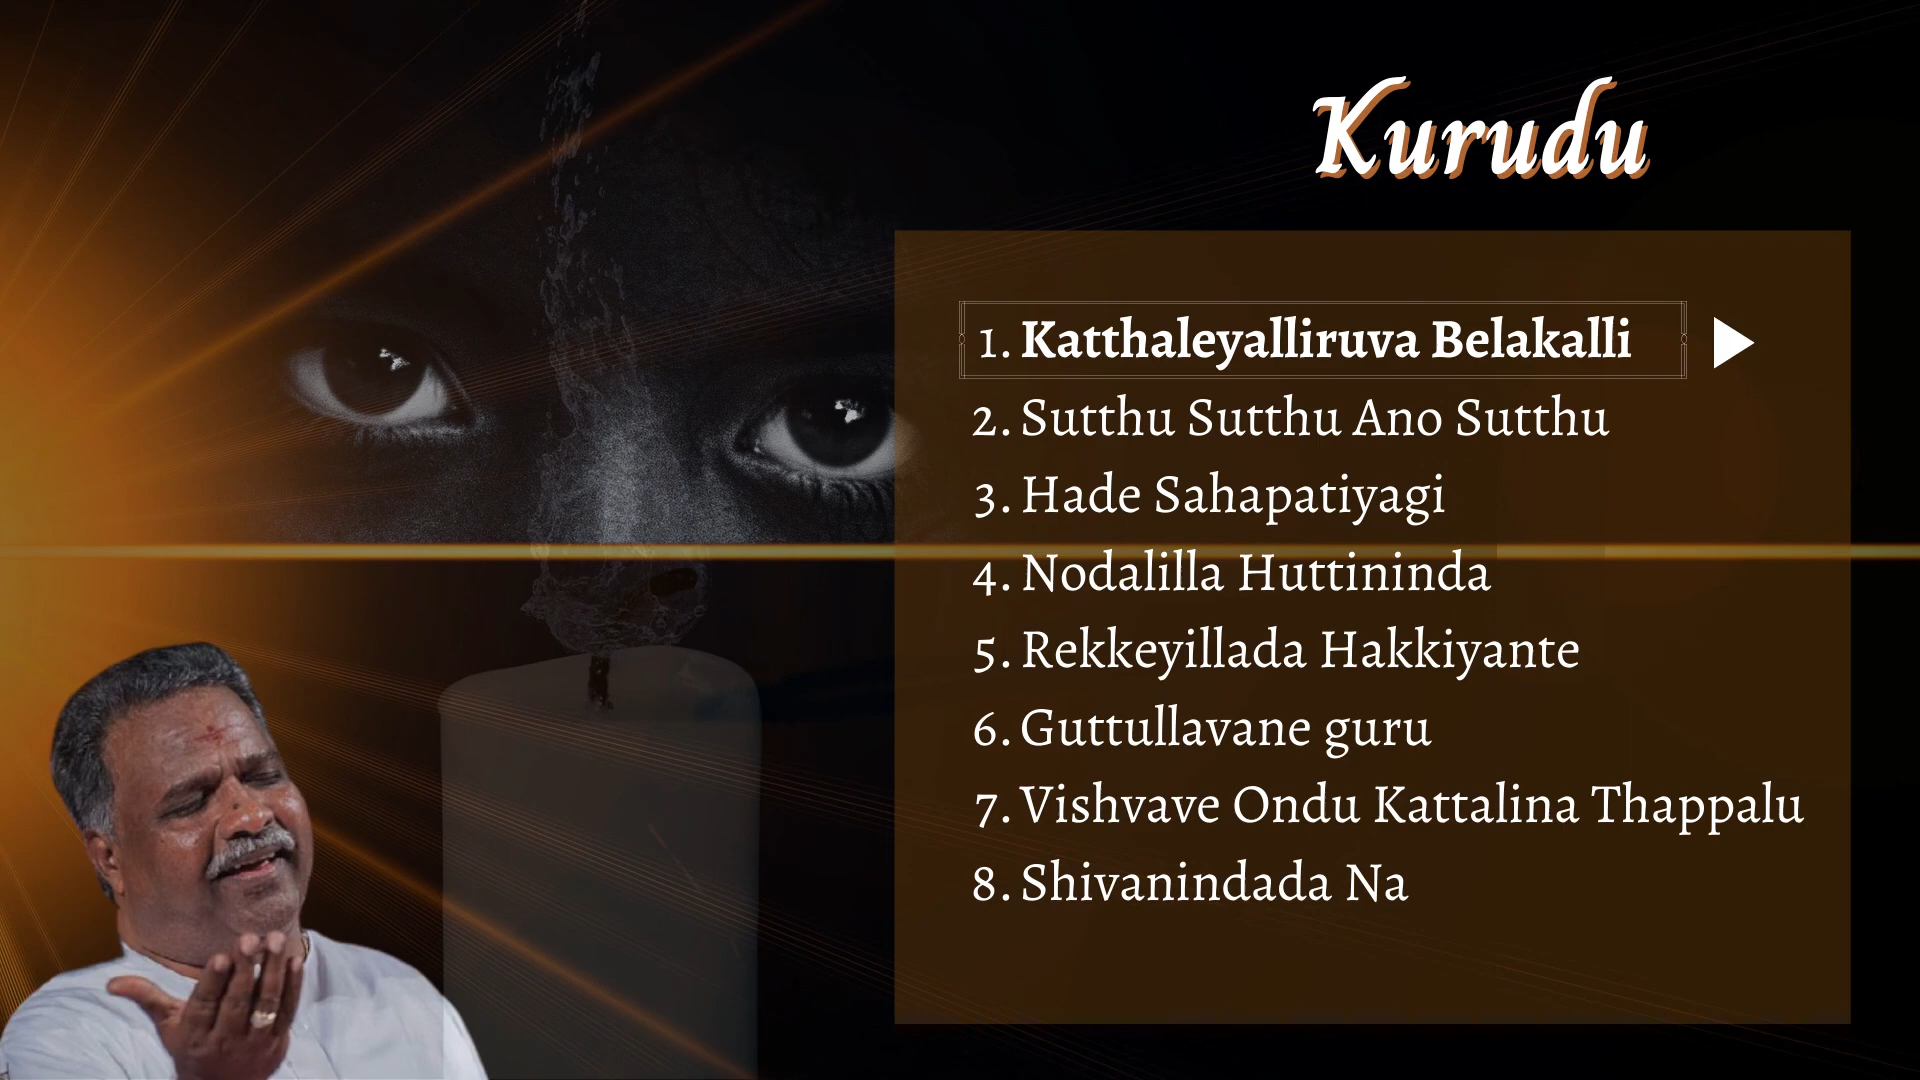 Kurudu
1. Katthaleyalliruva Belakalli
2. Sutthu Sutthu Ano Sutthu
3. Hade Sahapatiyagi
4. Nodalilla Huttininda
5. Rekkeyillada Hakkiyante
6. Guttullavane guru
7. Vishvave Ondu Kattalina Thappalu
8. Shivanindada Na